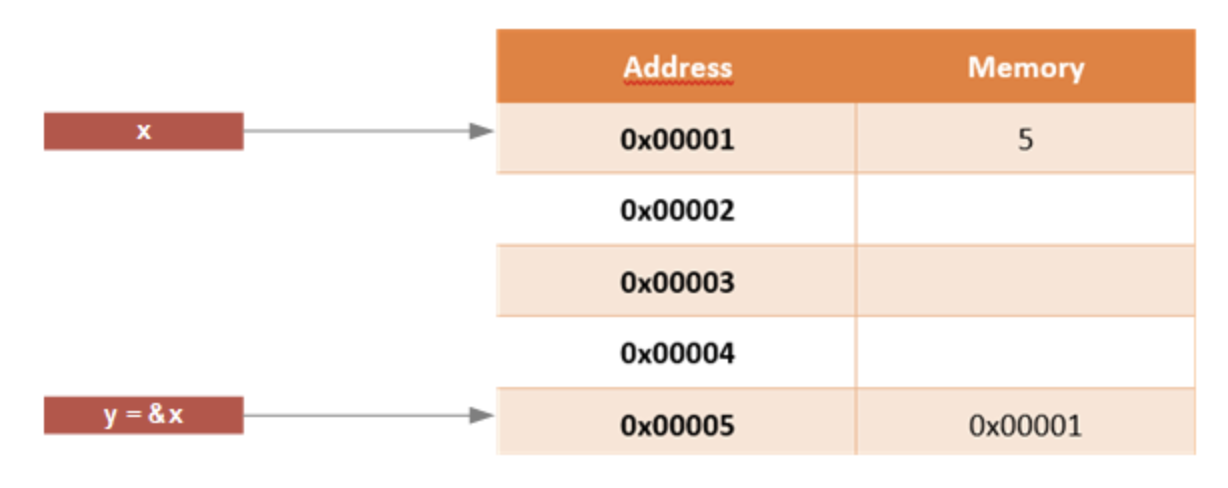 Address Memory
x
0x00001 5
0x00002
0x00003
0x00004
y = &x
0x00005 0x00001